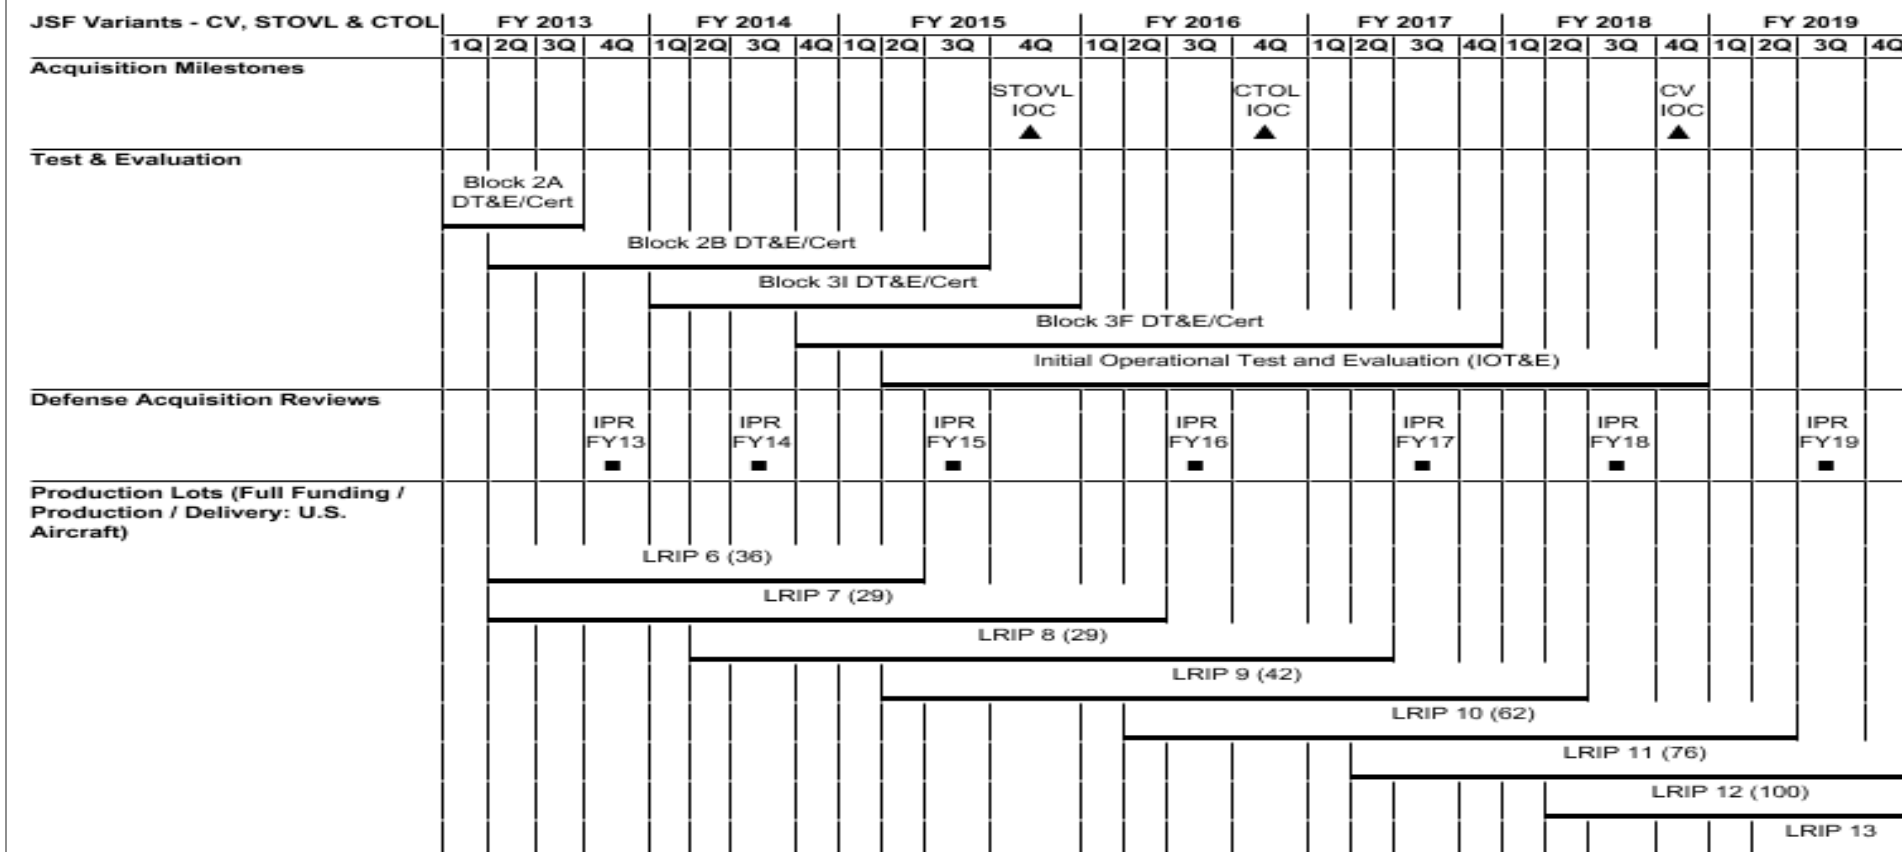 JSF Variants - CV, STOVL & CTOL FY 2013 FY 2014 FY 2015 FY 2016 FY 2017 FY 2018 FY 2019
1Q 2Q 3Q 4Q 1Q 2Q 3Q 4Q 1Q 2Q 3Q 4Q 1Q 2Q 3Q 4Q 1Q 2Q 3Q 4Q 1Q 2Q 3Q 4Q 1Q 2Q 3Q 4Q
Acquisition Milestones
STOVL CTOL CV
IOC IOC IOC
Test & Evaluation
Block 2A
DT&E/Cert
Block 2B DT&E/Cert
Block 3I DT&E/Cert
Block 3F DT&E/Cert
Initial Operational Test and Evaluation (IOT&E)
Defense Acquisition Reviews
IPR IPR IPR IPR IPR IPR IPR
FY13 FY14 FY15 FY16 FY17 FY18 FY19
Production Lots (Full Funding /
Production / Delivery: U.S.
Aircraft)
LRIP 6 (36)
LRIP 7 (29)
LRIP 8 (29)
LRIP 9 (42)
LRIP 10 (62)
LRIP 11 (76)
LRIP 12 (100)
LRIP 13